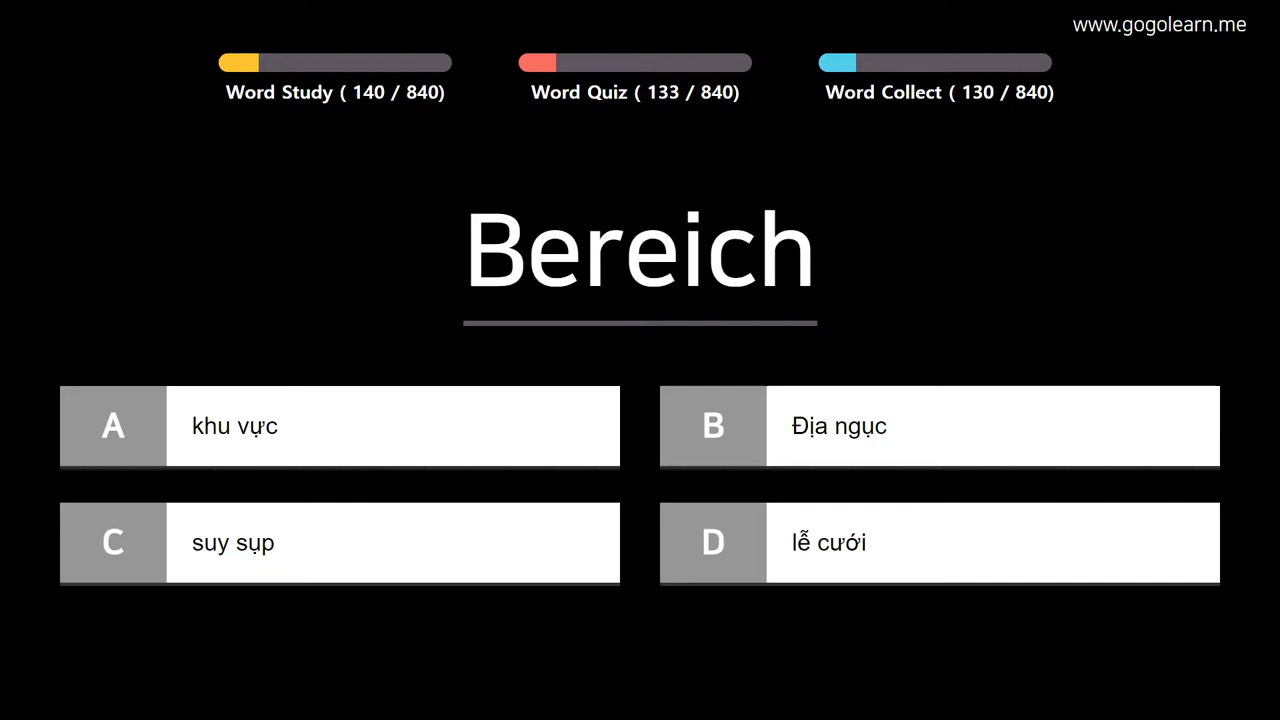 www.gogolearn.me
Word Study ( 140 / 840)
Word Quiz ( 133 / 840)
Word Collect ( 130 / 840)
Bereich
A khu vực
B Địa ngục
C suy sụp
D lễ cưới